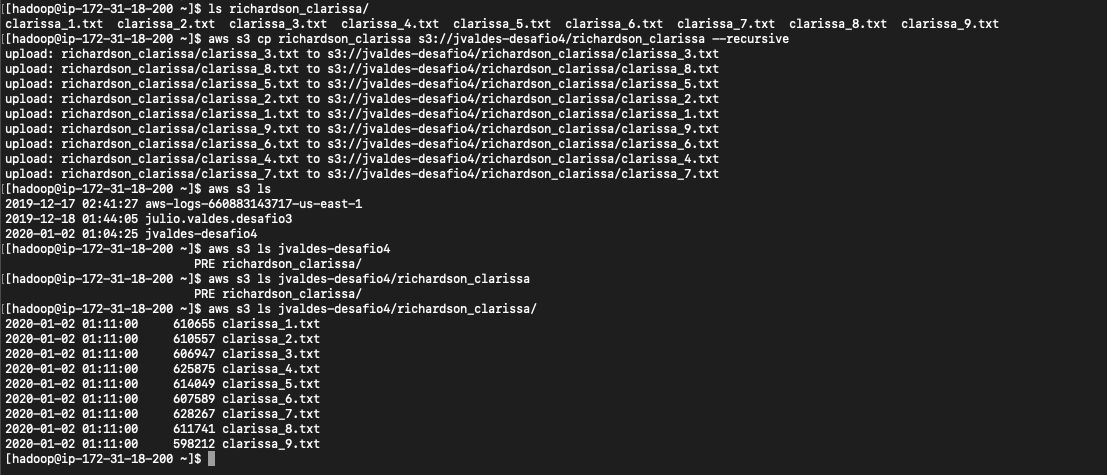 [[hadoop@ip-172-31-18-200 ~]$ ls richardson_clarissa/
clarissa_1.txt  clarissa_2.txt  clarissa_3.txt  clarissa_4.txt  clarissa_5.txt  clarissa_6.txt  clarissa_7.txt  clarissa_8.txt  clarissa_9.txt
[[hadoop@ip-172-31-18-200 ~]$ aws s3 cp richardson_clarissa s3://jvaldes-desafio4/richardson_clarissa --recursive
upload: richardson_clarissa/clarissa_3.txt to s3://jvaldes-desafio4/richardson_clarissa/clarissa_3.txt
upload: richardson_clarissa/clarissa_8.txt to s3://jvaldes-desafio4/richardson_clarissa/clarissa_8.txt
upload: richardson_clarissa/clarissa_5.txt to s3://jvaldes-desafio4/richardson_clarissa/clarissa_5.txt
upload: richardson_clarissa/clarissa_2.txt to s3://jvaldes-desafio4/richardson_clarissa/clarissa_2.txt
upload: richardson_clarissa/clarissa_1.txt to s3://jvaldes-desafio4/richardson_clarissa/clarissa_1.txt
upload: richardson_clarissa/clarissa_9.txt to s3://jvaldes-desafio4/richardson_clarissa/clarissa_9.txt
upload: richardson_clarissa/clarissa_6.txt to s3://jvaldes-desafio4/richardson_clarissa/clarissa_6.txt
upload: richardson_clarissa/clarissa_4.txt to s3://jvaldes-desafio4/richardson_clarissa/clarissa_4.txt
upload: richardson_clarissa/clarissa_7.txt to s3://jvaldes-desafio4/richardson_clarissa/clarissa_7.txt
[[hadoop@ip-172-31-18-200 ~]$ aws s3 ls
2019-12-17 02:41:27 aws-logs-660883143717-us-east-1
2019-12-18 01:44:05 julio.valdes.desafio3
2020-01-02 01:04:25 jvaldes-desafio4
[[hadoop@ip-172-31-18-200 ~]$ aws s3 ls jvaldes-desafio4
                           PRE richardson_clarissa/
[[hadoop@ip-172-31-18-200 ~]$ aws s3 ls jvaldes-desafio4/richardson_clarissa
                           PRE richardson_clarissa/
[[hadoop@ip-172-31-18-200 ~]$ aws s3 ls jvaldes-desafio4/richardson_clarissa/
2020-01-02 01:11:00     610655 clarissa_1.txt
2020-01-02 01:11:00     610557 clarissa_2.txt
2020-01-02 01:11:00     606947 clarissa_3.txt
2020-01-02 01:11:00     625875 clarissa_4.txt
2020-01-02 01:11:00     614049 clarissa_5.txt
2020-01-02 01:11:00     607589 clarissa_6.txt
2020-01-02 01:11:00     628267 clarissa_7.txt
2020-01-02 01:11:00     611741 clarissa_8.txt
2020-01-02 01:11:00     598212 clarissa_9.txt
[hadoop@ip-172-31-18-200 ~]$